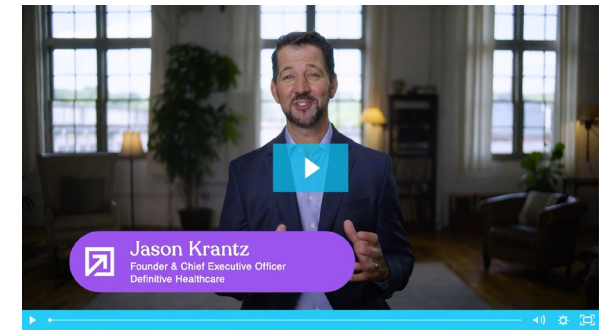 Jason Krantz
Founder & Chief Executive Officer
Definitive Healthcare